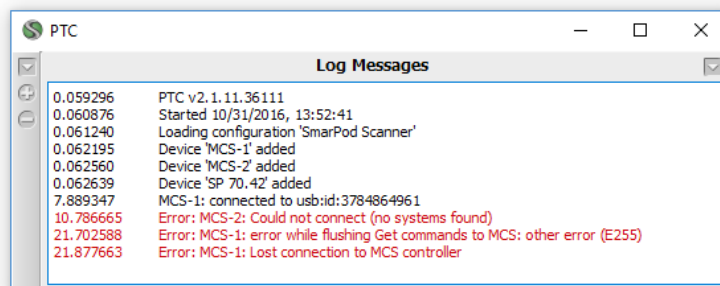 PTC
Log Messages
0.059296 PTC v2.1.11.36111
0.060876 Started 10/31/2016, 13:52:41
0.061240 Loading configuration 'SmarPod Scanner'
0.062195 Device 'MCS-1' added
0.062560 Device 'MCS-2' added
0.062639 Device 'SP 70.42' added
7.889347 MCS-1: connected to usb:id:3784864961
10.786665 Error: MCS-2: Could not connect (no systems found)
21.702588 Error: MCS-1: error while flushing Get commands to MCS: other error (E255)
21.877663 Error: MCS-1: Lost connection to MCS controller